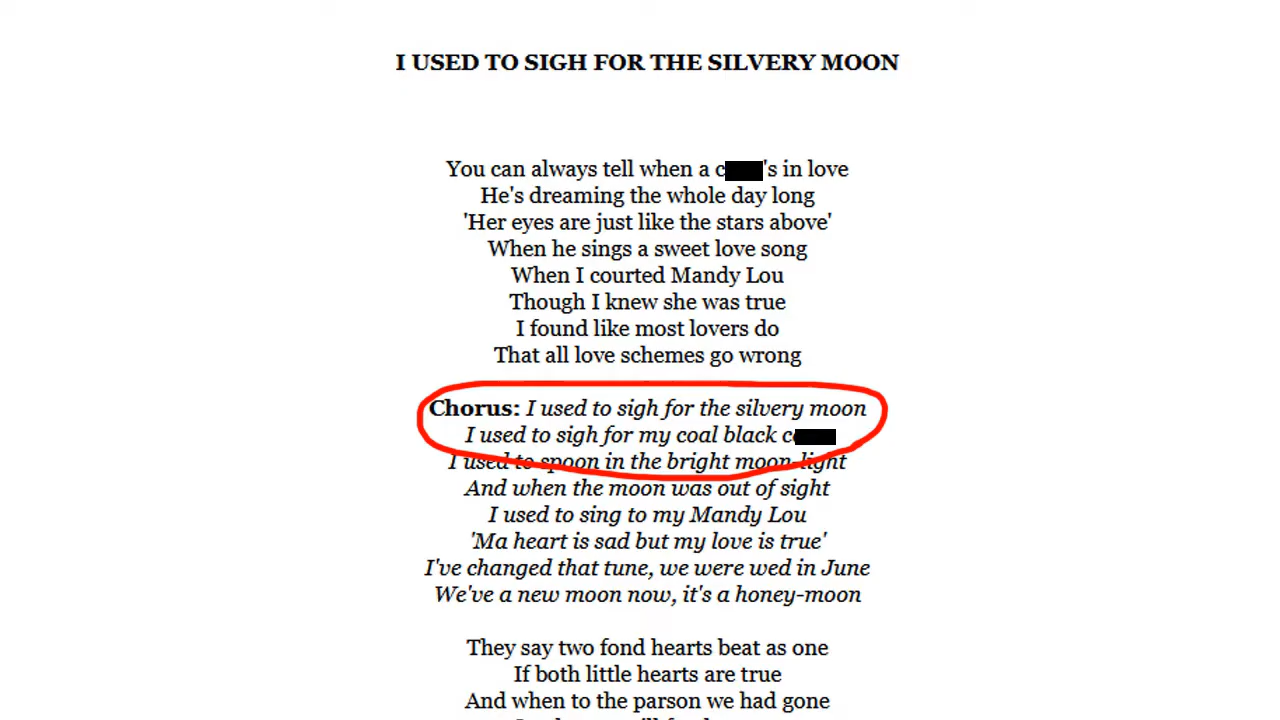 I USED TO SIGH FOR THE SILVERY MOON
You can always tell when a c's in love
He's dreaming the whole day long
'Her eyes are just like the stars above'
When he sings a sweet love song
When I courted Mandy Lou
Though I knew she was true
I found like most lovers do
That all love schemes go wrong
Chorus: I used to sigh for the silvery moon
I used to sigh for my coal black c
I used to spoon in the bright moon-light
And when the moon was out of sight
I used to sing to my Mandy Lou
'Ma heart is sad but my love is true'
I've changed that tune, we were wed in June
We've a new moon now, it's a honey-moon
They say two fond hearts beat as one
If both little hearts are true
And when to the parson we had gone